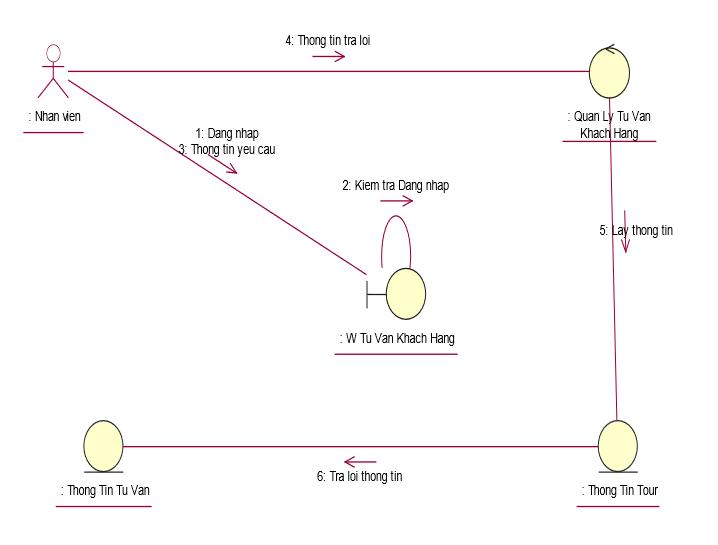 4: Thong tin tra loi
: Nhan vien
: Quan Ly Tu Van
Khach Hang
1: Dang nhap
3: Thong tin yeu cau
2: Kiem tra Dang nhap
5: Lay thong tin
: W Tu Van Khach Hang
6: Tra loi thong tin
: Thong Tin Tu Van
: Thong Tin Tour